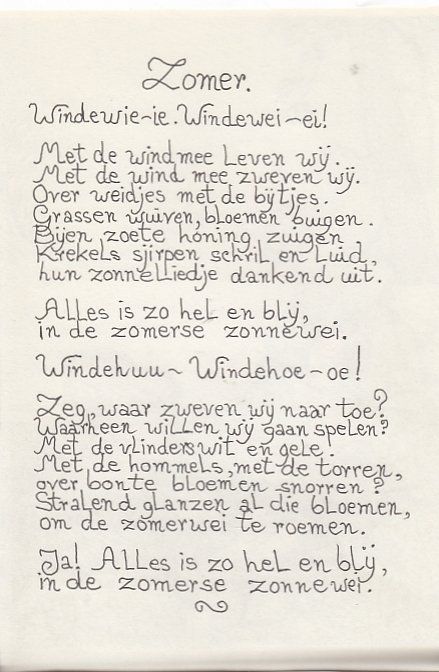 Zomer.
Windewie-ie. Windewei-ei!
Met de wind mee Leven wij.
Met de wind mee zweven wij.
Over weidjes met de bijtjes.
Grassen wuiven, bloemen buigen.
Bijen zoete honing zuigen.
Krekels sjirpen schril en Luid,
hun zonneliedje dankend uit.
Alles is zo hel en blij,
in de zomerse zonnewei.
Windehuu~ Windehoe-oe!
Zeg, waar zweven wij naar toe?
Waarheen willen wij gaan spelen?
Met de vlinders wit en gele.
Met de hommels, met de torren,
over bonte bloemen snorren?
Stralend glanzen al die bloemen,
om de zomerwei te roemen.
Ja! Alles is zo hel en blij,
in de zomerse zonnewei.